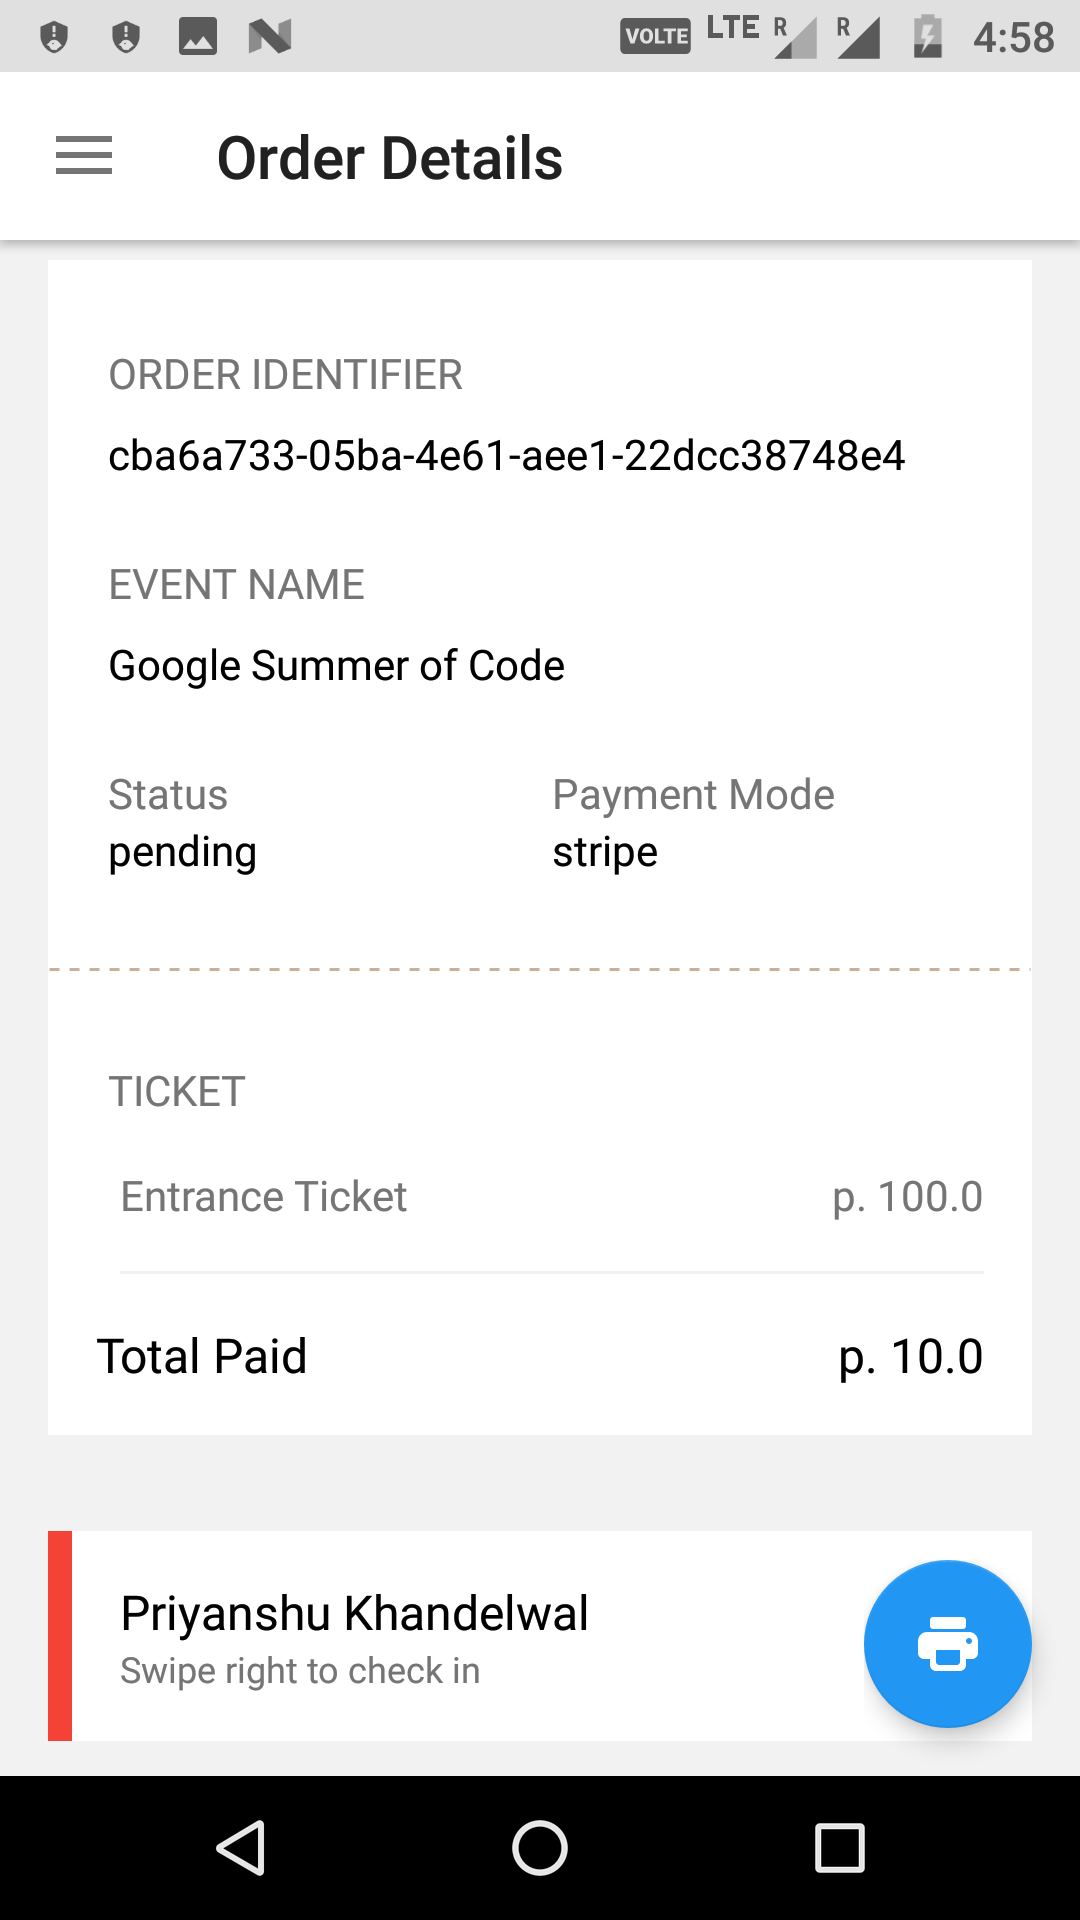 VOLTE LTE R R 4:58
Order Details
ORDER IDENTIFIER
cba6a733-05ba-4e61-aee1-22dcc38748e4
EVENT NAME
Google Summer of Code
Status Payment Mode
pending stripe
TICKET
Entrance Ticket p. 100.0
Total Paid p. 10.0
Priyanshu Khandelwal
Swipe right to check in